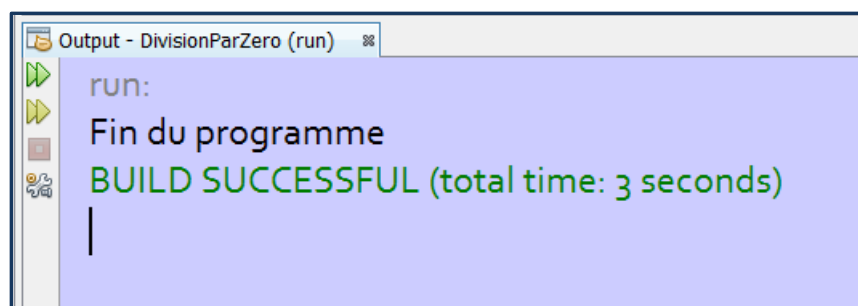 Output - DivisionParZero (run)
run:
Fin du programme
BUILD SUCCESSFUL (total time: 3 seconds)